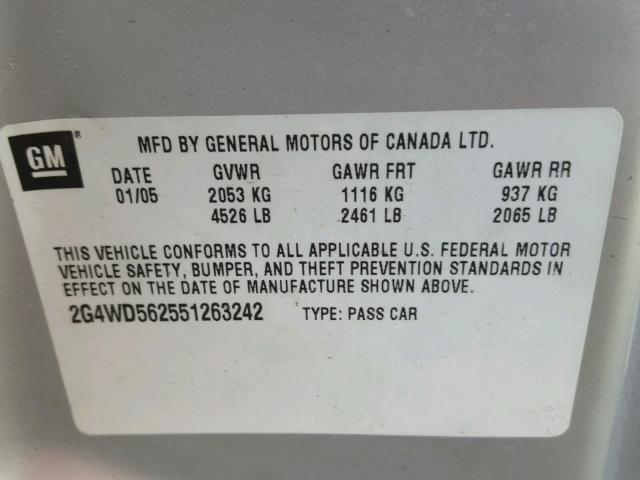 GM ®
MFD BY GENERAL MOTORS OF CANADA LTD.
DATE GVWR GAWR FRT GAWR RR
01/05 2053 KG 1116 KG 937 KG
4526 LB 2461 LB 2065 LB
THIS VEHICLE CONFORMS TO ALL APPLICABLE U.S. FEDERAL MOTOR
VEHICLE SAFETY, BUMPER, AND THEFT PREVENTION STANDARDS IN
EFFECT ON THE DATE OF MANUFACTURE SHOWN ABOVE.
2G4WD562551263242 TYPE: PASS CAR